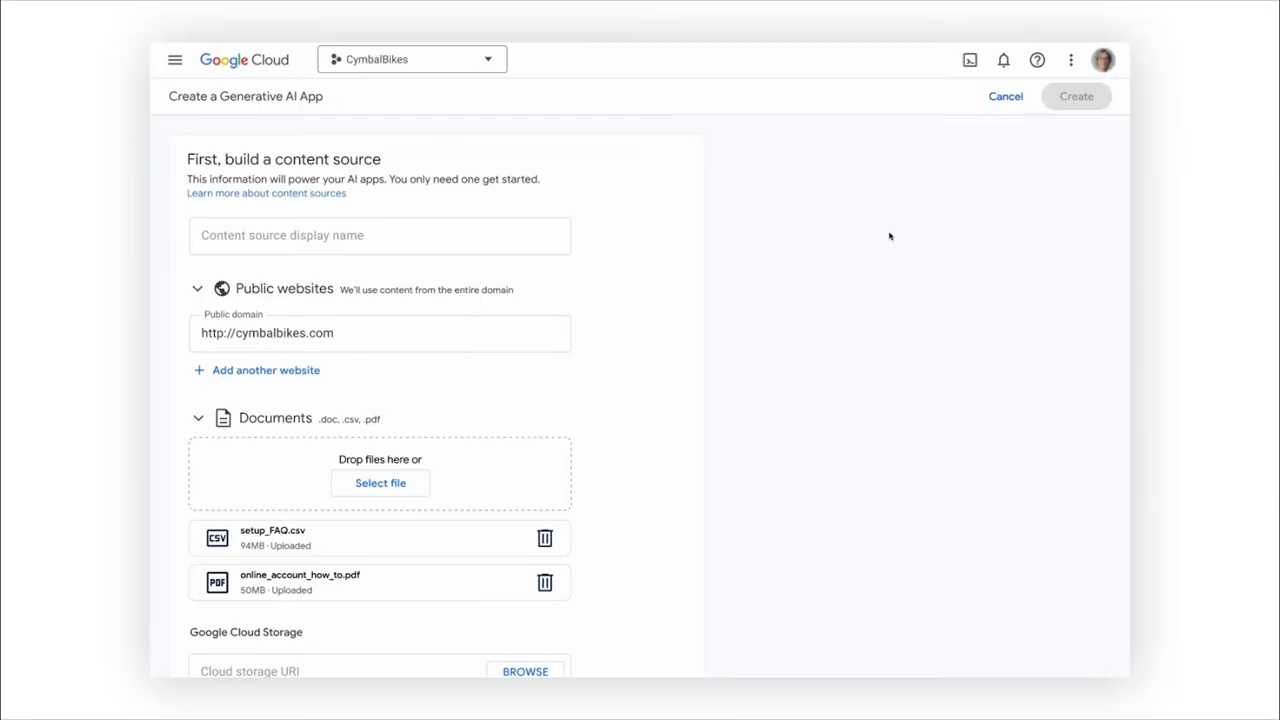 Google Cloud
CymbalBikes
Create a Generative AI App
Cancel
Create
First, build a content source
This information will power your AI apps. You only need one get started.
Learn more about content sources
Content source display name
Public websites We'll use content from the entire domain
Public domain
http://cymbalbikes.com
+ Add another website
Documents .doc, .csv, .pdf
Drop files here or
Select file
CSV
setup_FAQ.csv
94MB · Uploaded
PDF
online_account_how_to.pdf
50MB · Uploaded
Google Cloud Storage
Cloud storage URI
BROWSE